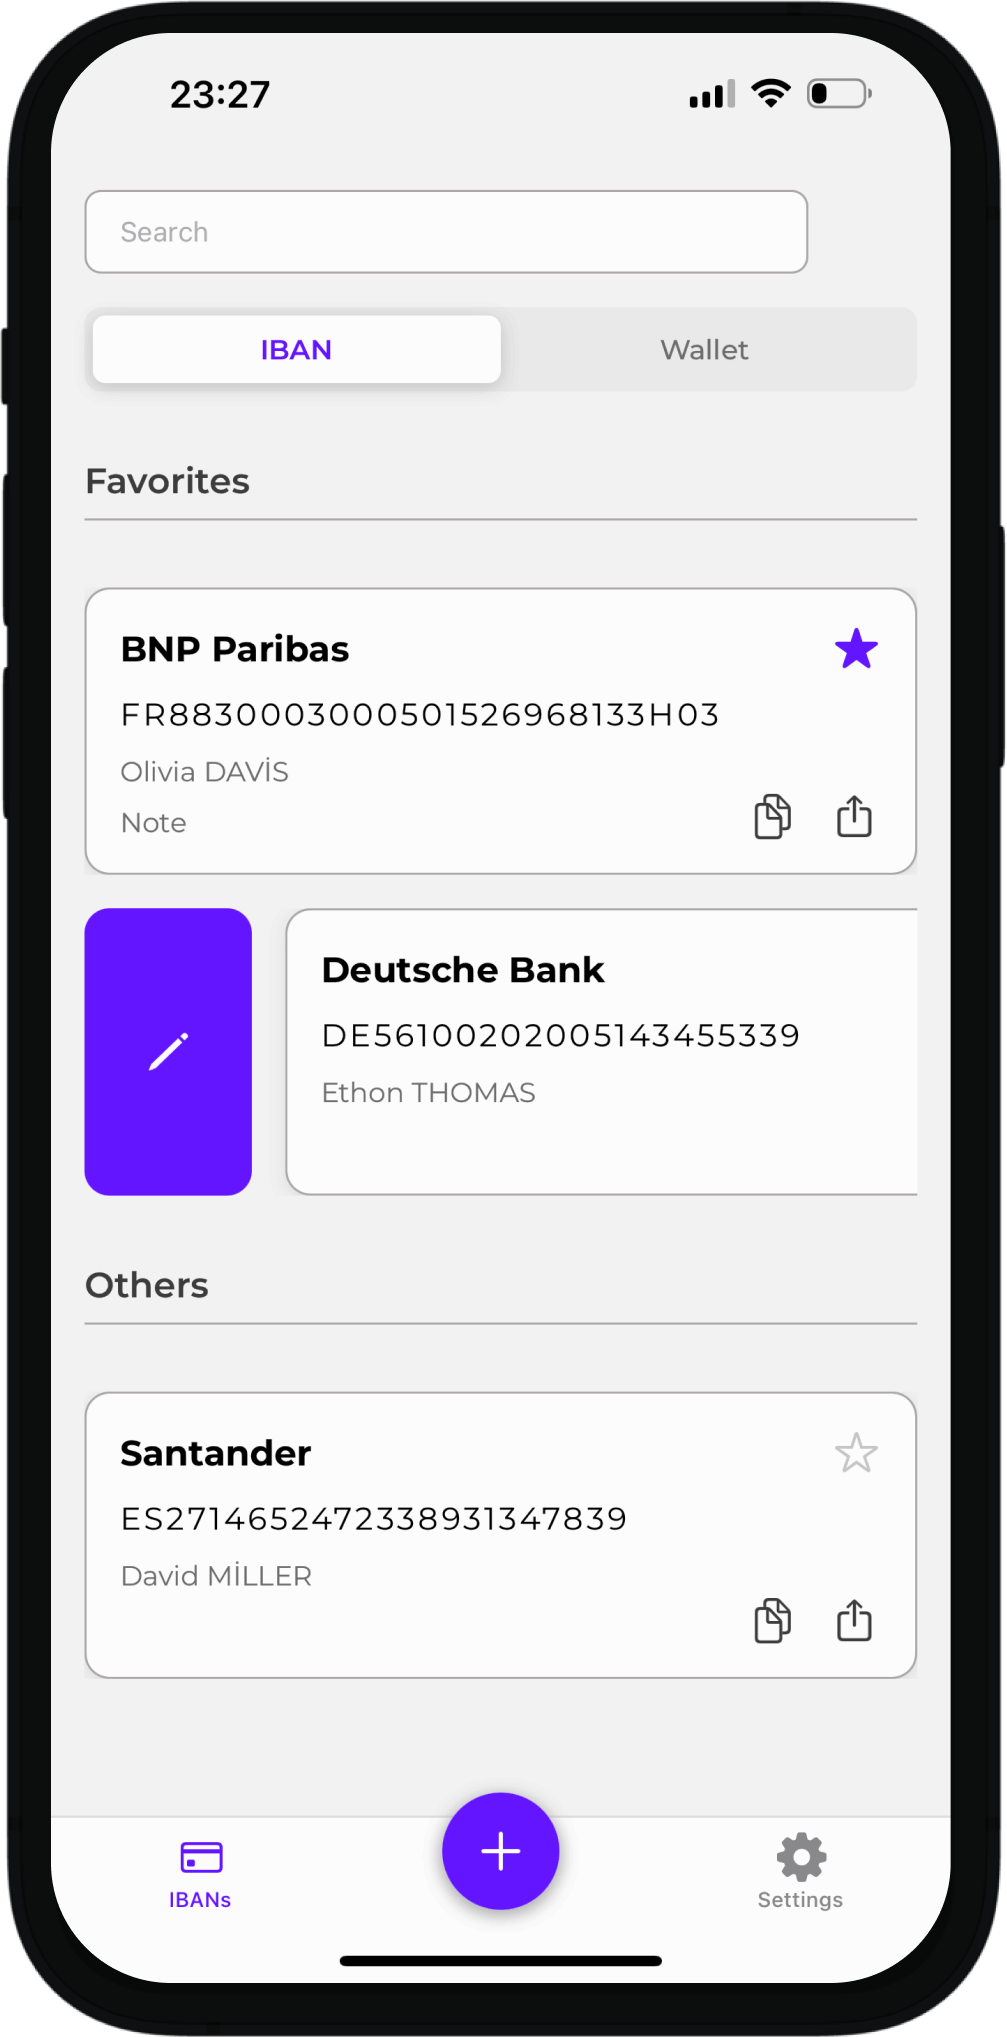 23:27
Search
IBAN
Wallet
Favorites
BNP Paribas
FR8830003000501526968133H03
Olivia DAVİS
Note
Deutsche Bank
DE56100202005143455339
Ethon THOMAS
Others
Santander
ES2714652472338931347839
David MİLLER
IBANs
Settings